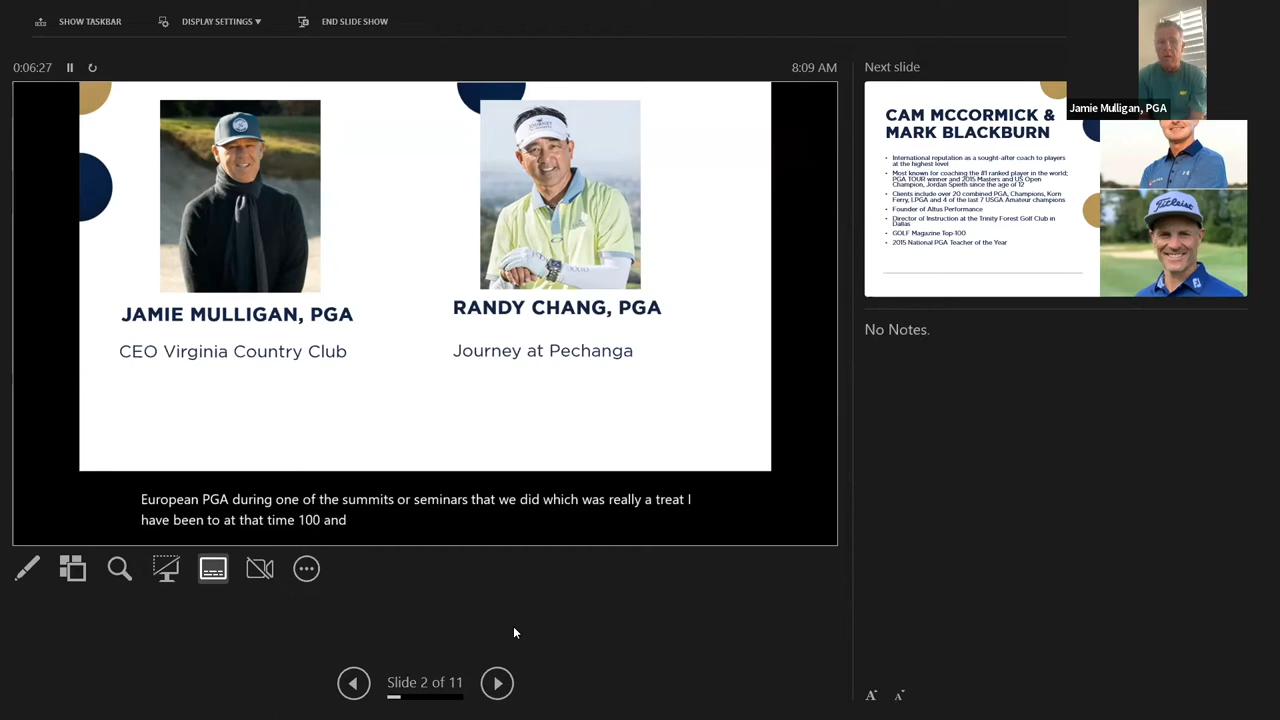 SHOW TASKBAR
DISPLAY SETTINGS ▾
END SLIDE SHOW
0:06:27
8:09 AM
Next slide
Jamie Mulligan, PGA
JAMIE MULLIGAN, PGA
CEO Virginia Country Club
RANDY CHANG, PGA
Journey at Pechanga
European PGA during one of the summits or seminars that we did which was really a treat I
have been to at that time 100 and
CAM MCCORMICK &
MARK BLACKBURN
• International reputation as a sought-after coach to players
at the highest level
• Most known for coaching the #1 ranked player in the world;
PGA TOUR winner and 2015 Masters and US Open
Champion, Jordan Spieth since the age of 12
• Clients include over 20 combined PGA, Champions, Korn
Ferry, LPGA and 4 of the last 7 USGA Amateur champions
• Founder of Altus Performance
• Director of Instruction at the Trinity Forest Golf Club in
Dallas
• GOLF Magazine Top-100
• 2015 National PGA Teacher of the Year
Titleist
No Notes.
Slide 2 of 11
A
A